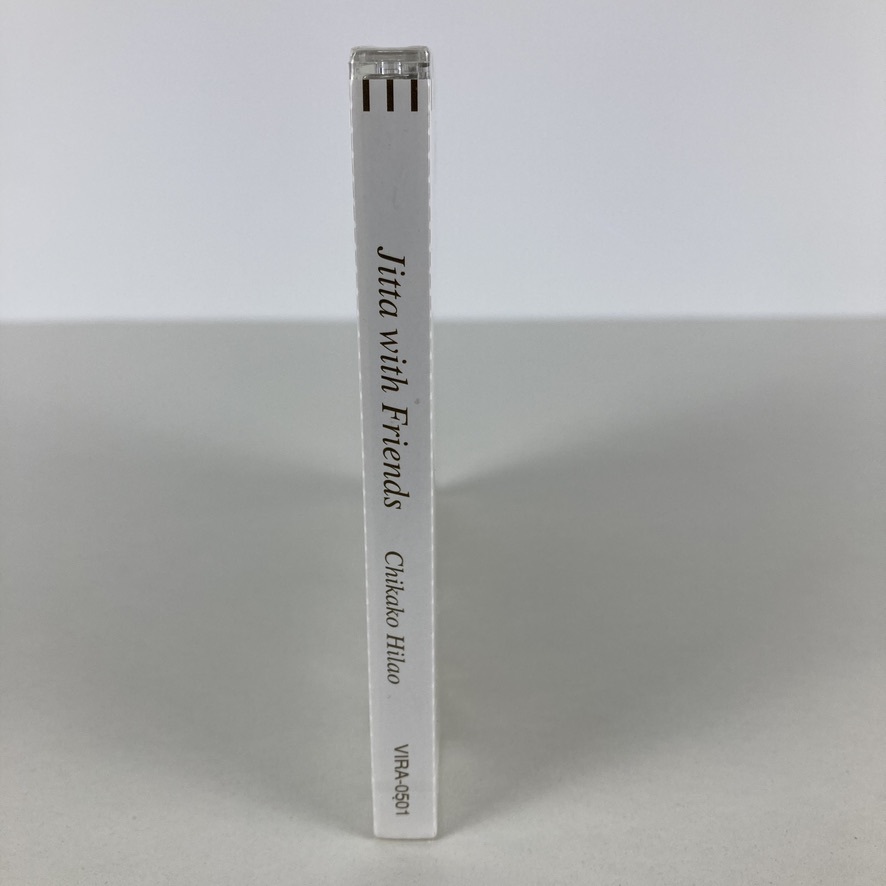 Jitta with Friends
Chikako Hilao
VIRA-0501